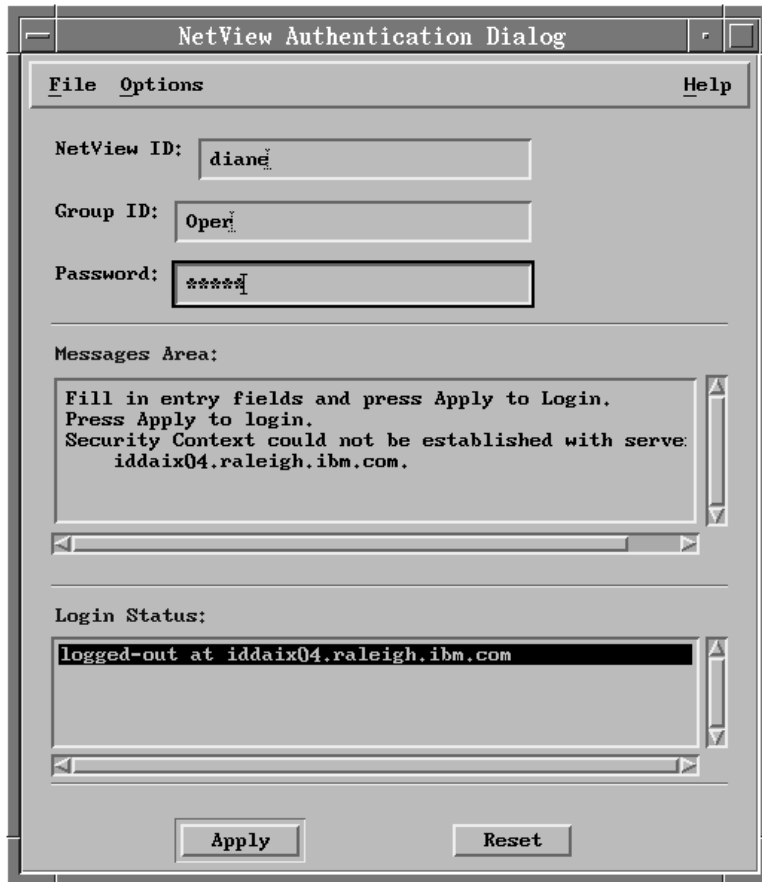 NetView Authentication Dialog
File Options Help
NetView ID: diane
Group ID: Oper
Password: *****
Messages Area:
Fill in entry fields and press Apply to Login.
Press Apply to login.
Security Context could not be established with serve
iddaix04.raleigh.ibm.com.
Login Status:
logged-out at iddaix04.raleigh.ibm.com
Apply Reset